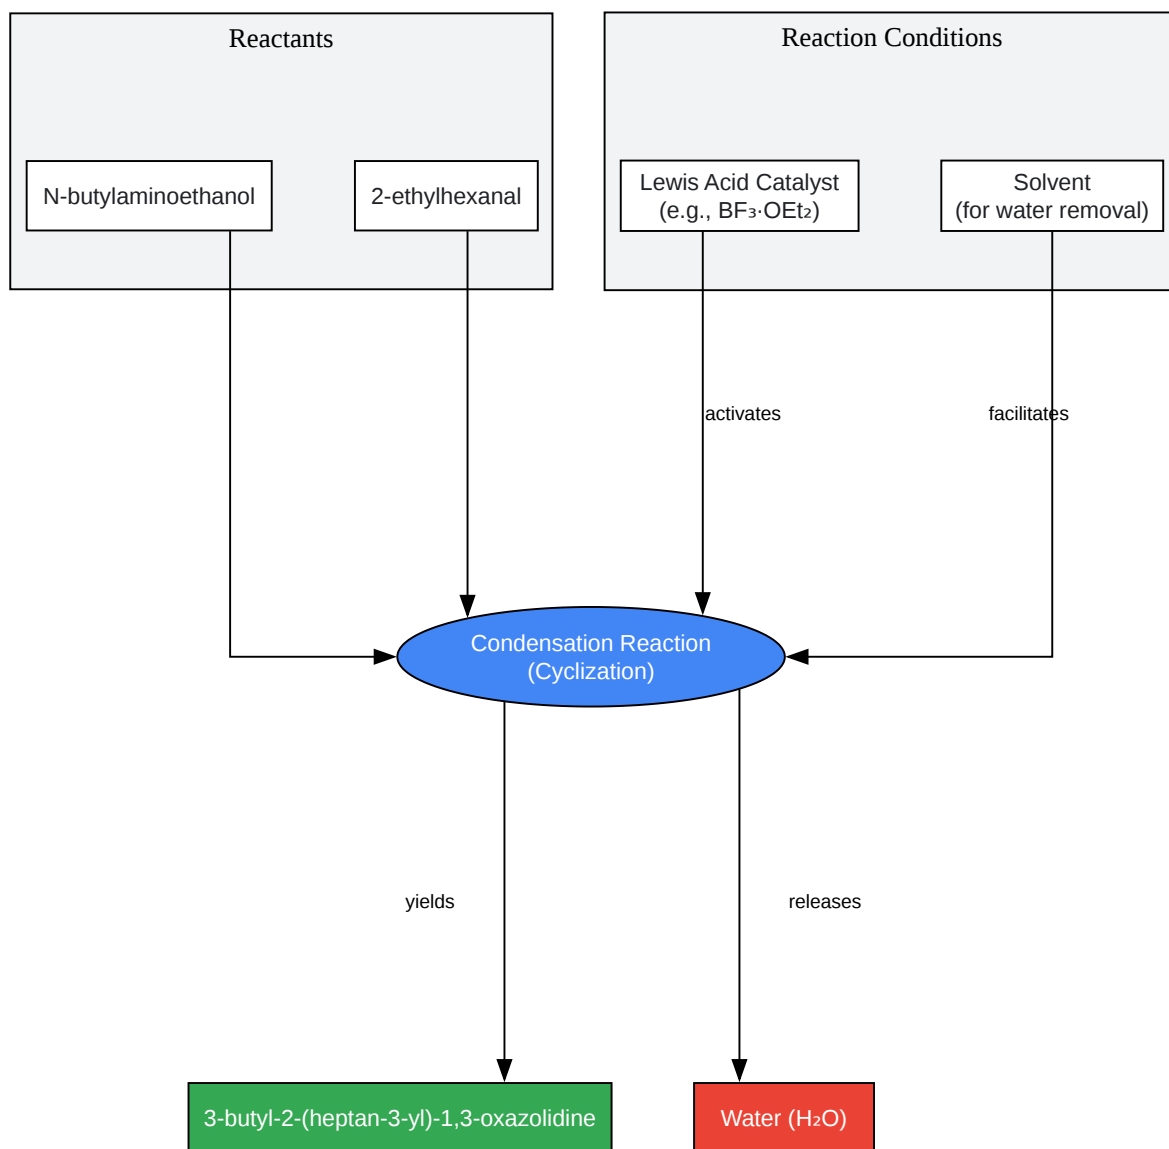 Reactants
Reaction Conditions
N-butylaminoethanol
2-ethylhexanal
Lewis Acid Catalyst
(e.g., BF₃·OEt₂)
Solvent
(for water removal)
activates
facilitates
Condensation Reaction
(Cyclization)
yields
releases
3-butyl-2-(heptan-3-yl)-1,3-oxazolidine
Water (H₂O)